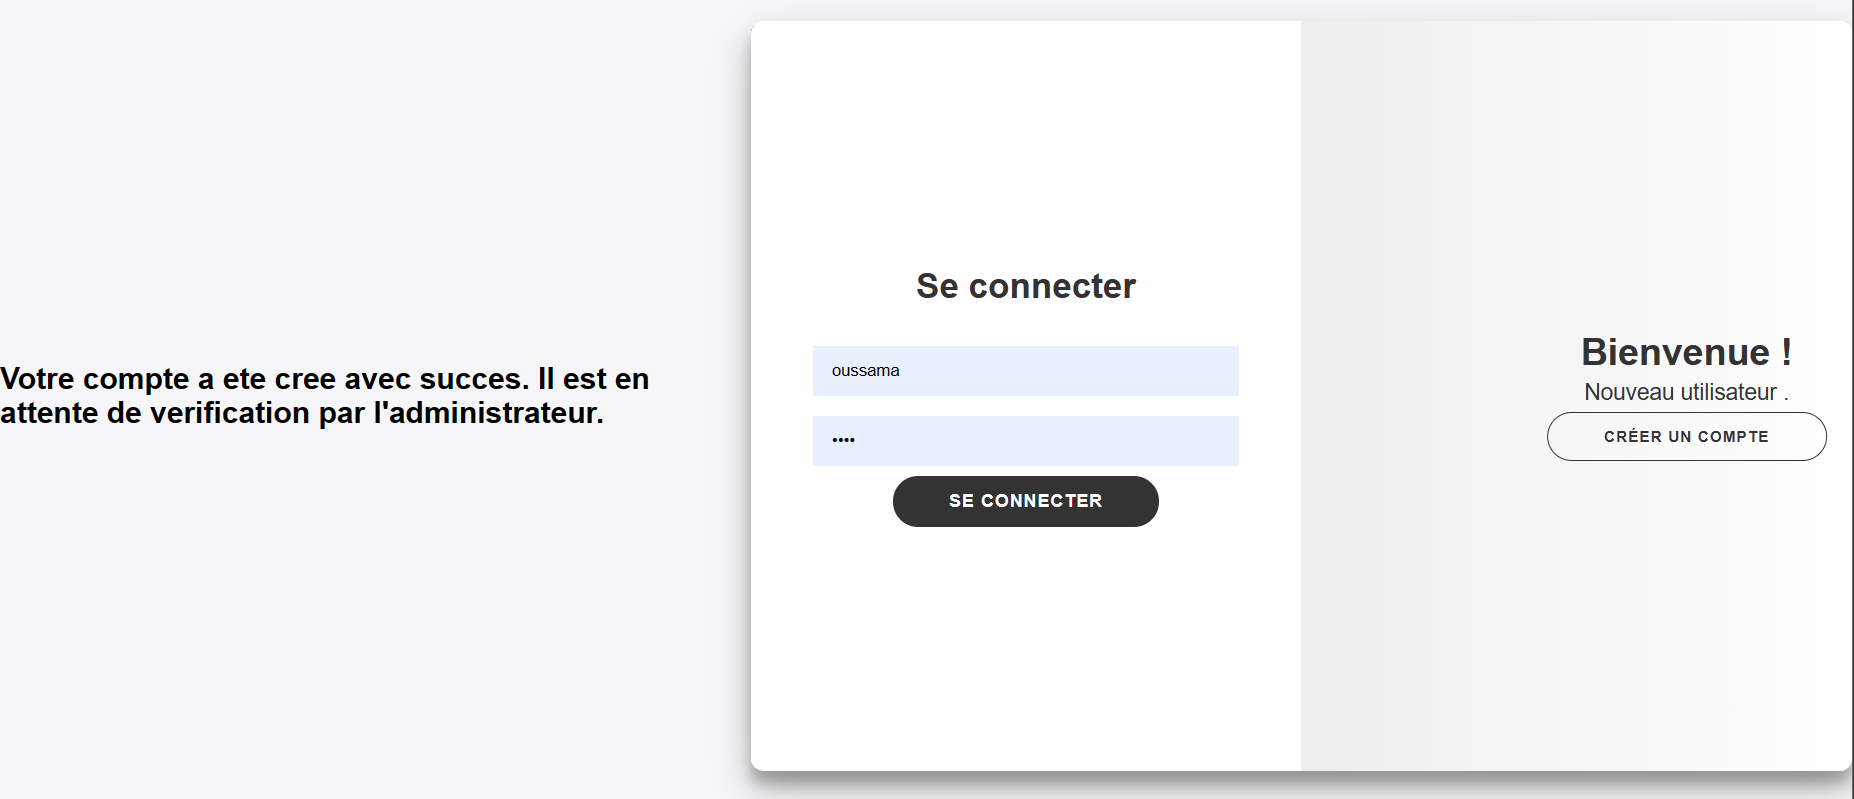 Votre compte a ete cree avec succes. Il est en
attente de verification par l'administrateur.
Se connecter
oussama
••••
SE CONNECTER
Bienvenue !
Nouveau utilisateur .
CRÉER UN COMPTE